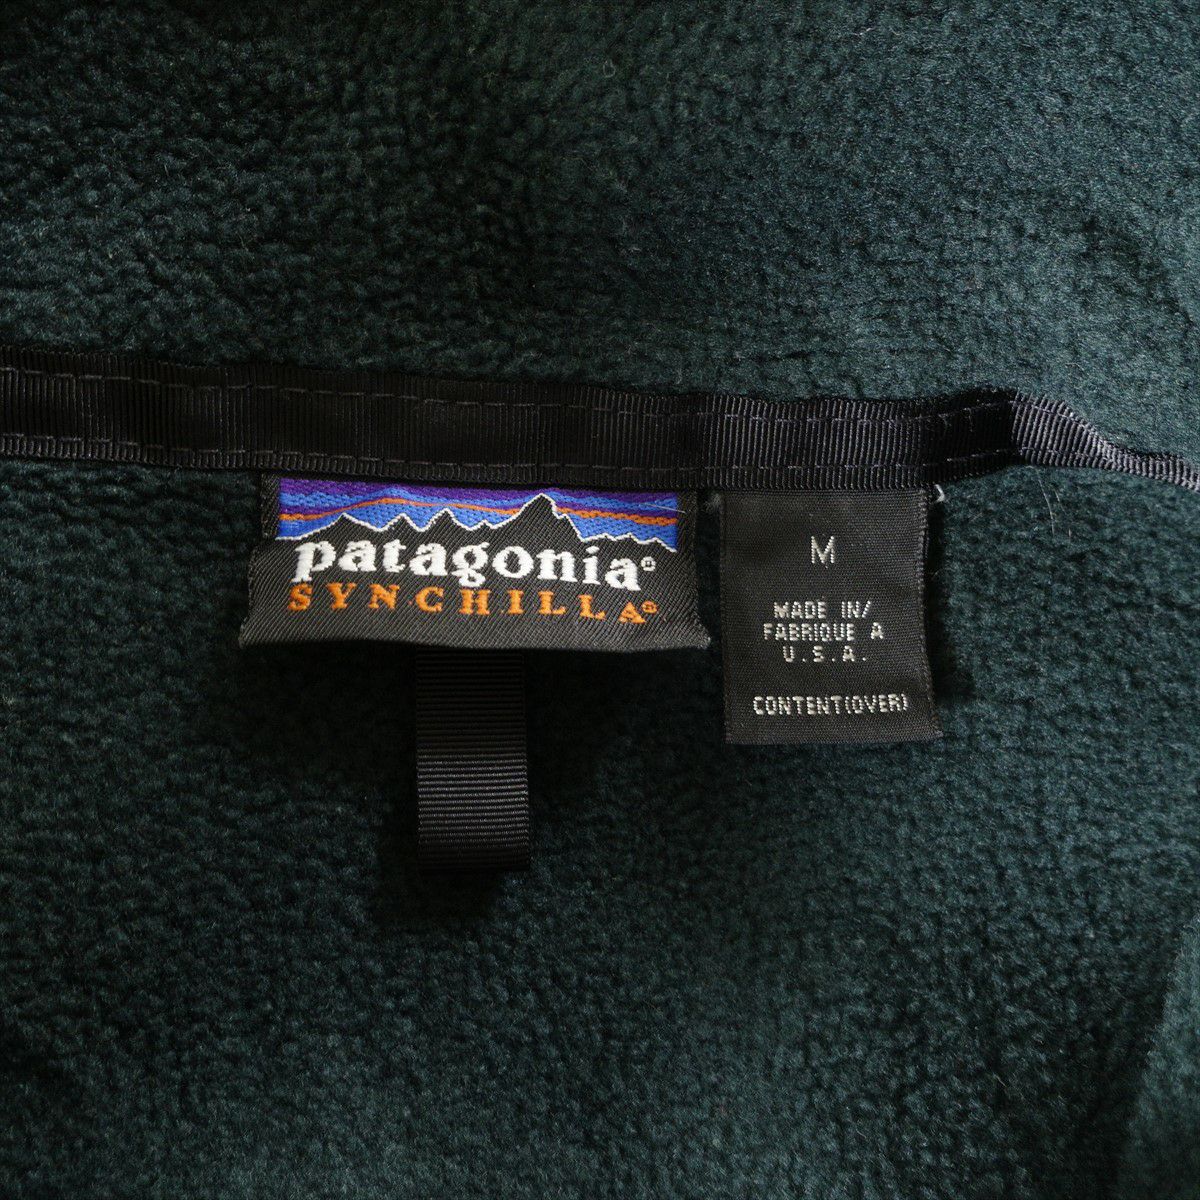 patagonia®
SYNCHILLA®
M
MADE IN/
FABRIQUE A
U.S.A.
CONTENT(OVER)